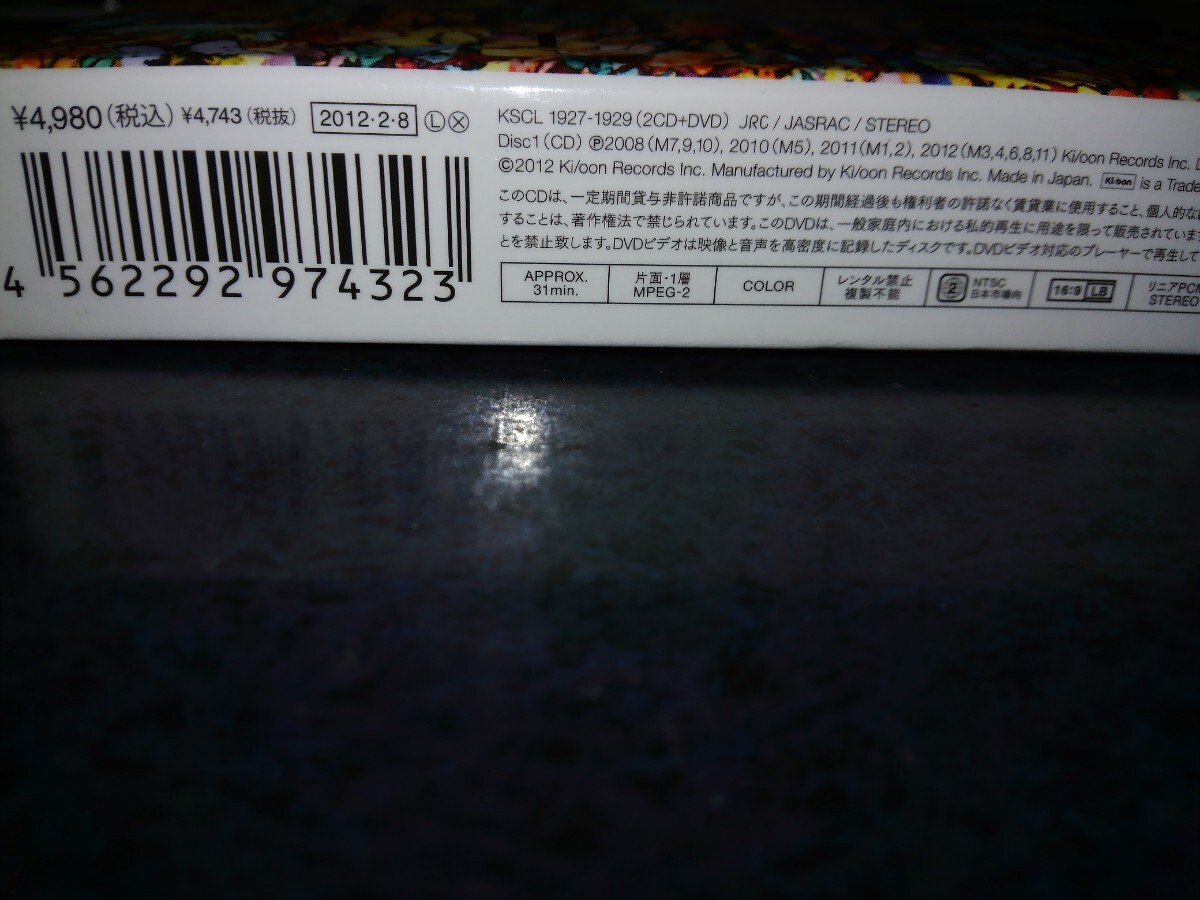 ¥4,980(税込) ¥4,743(税抜) 2012・2・8 Ⓛ Ⓧ
4 562292 974323
KSCL 1927-1929 (2CD+DVD) JRC / JASRAC / STEREO
Disc1 (CD) Ⓟ2008 (M7,9,10), 2010 (M5), 2011(M1,2), 2012 (M3,4,6,8,11) Ki/oon Records Inc.
©2012 Ki/oon Records Inc. Manufactured by Ki/oon Records Inc. Made in Japan. Ki/oon is a Trade
このCDは、一定期間貸与非許諾商品ですが、この期間経過後も権利者の許諾なく賃貸業に使用すること、個人的な
することは、著作権法で禁じられています。このDVDは、一般家庭内における私的再生に用途を限って販売されています
とを禁止致します。DVDビデオは映像と音声を高密度に記録したディスクです。DVDビデオ対応のプレーヤーで再生して
APPROX. 31min.
片面・1層 MPEG-2
COLOR
レンタル禁止 複製不能
2 NTSC 日本市場向
16:9 LB
リニアPCM STEREO